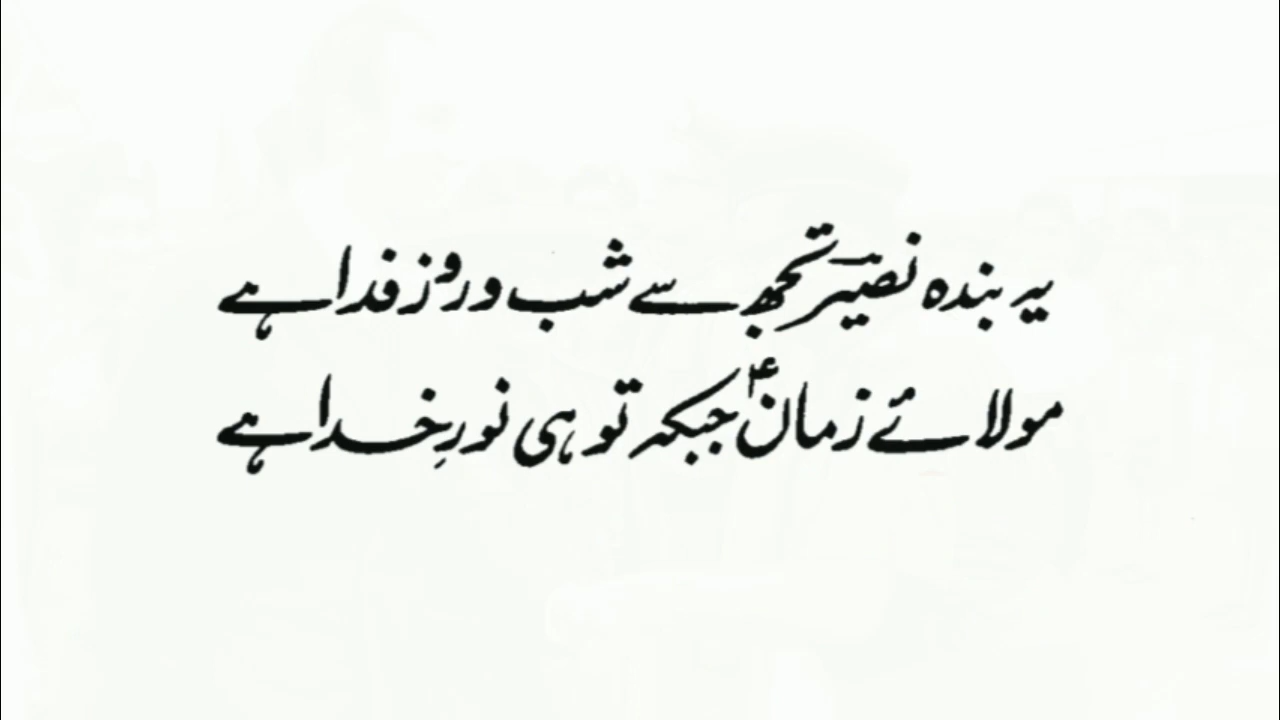 یہ بندہ نصیرؔ تجھ سے شب و روز فدا ہے
مولائے زمانؑ جبکہ تو ہی نورِ خدا ہے